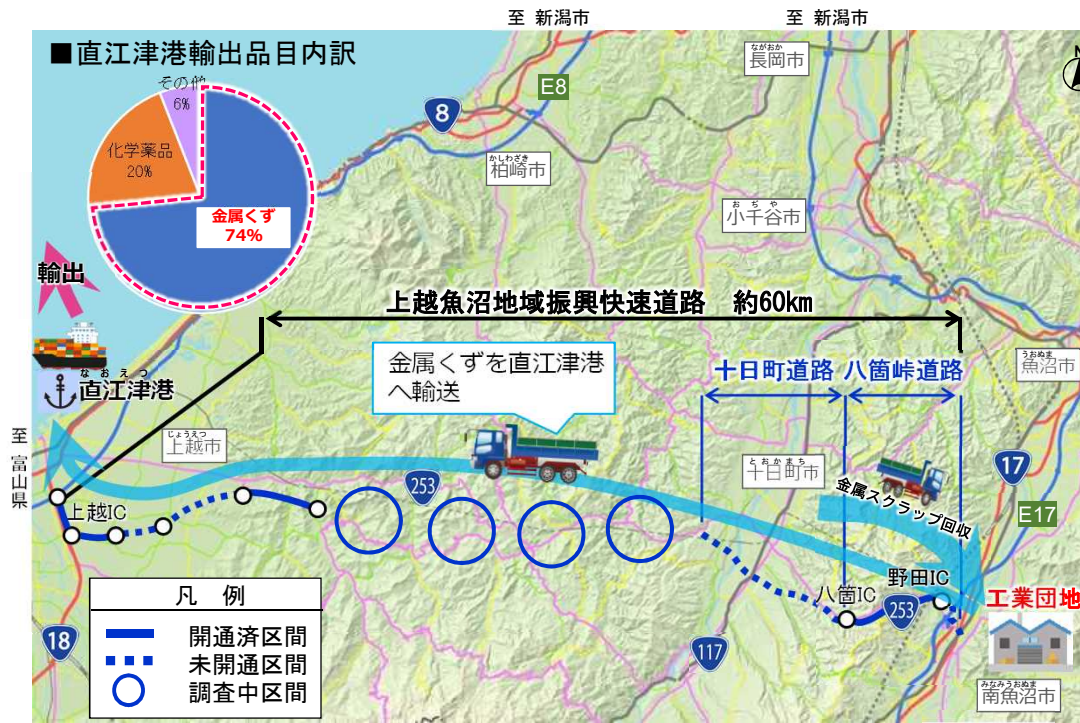 至 新潟市
至 新潟市
■直江津港輸出品目内訳
その他
6%
化学薬品
20%
金属くず
74%
ながおか
長岡市
N
E8
8
かしわざき
柏崎市
おぢや
小千谷市
輸出
上越魚沼地域振興快速道路 約60km
うおぬま
魚沼市
なおえつ
直江津港
金属くずを直江津港
へ輸送
十日町道路 八箇峠道路
至 富山県
じょうえつ
上越市
とおかまち
十日町市
17
253
金属スクラップ回収
E17
上越IC
野田IC
八箇IC
253
工業団地
凡 例
開通済区間
未開通区間
調査中区間
18
117
みなみうおぬま
南魚沼市